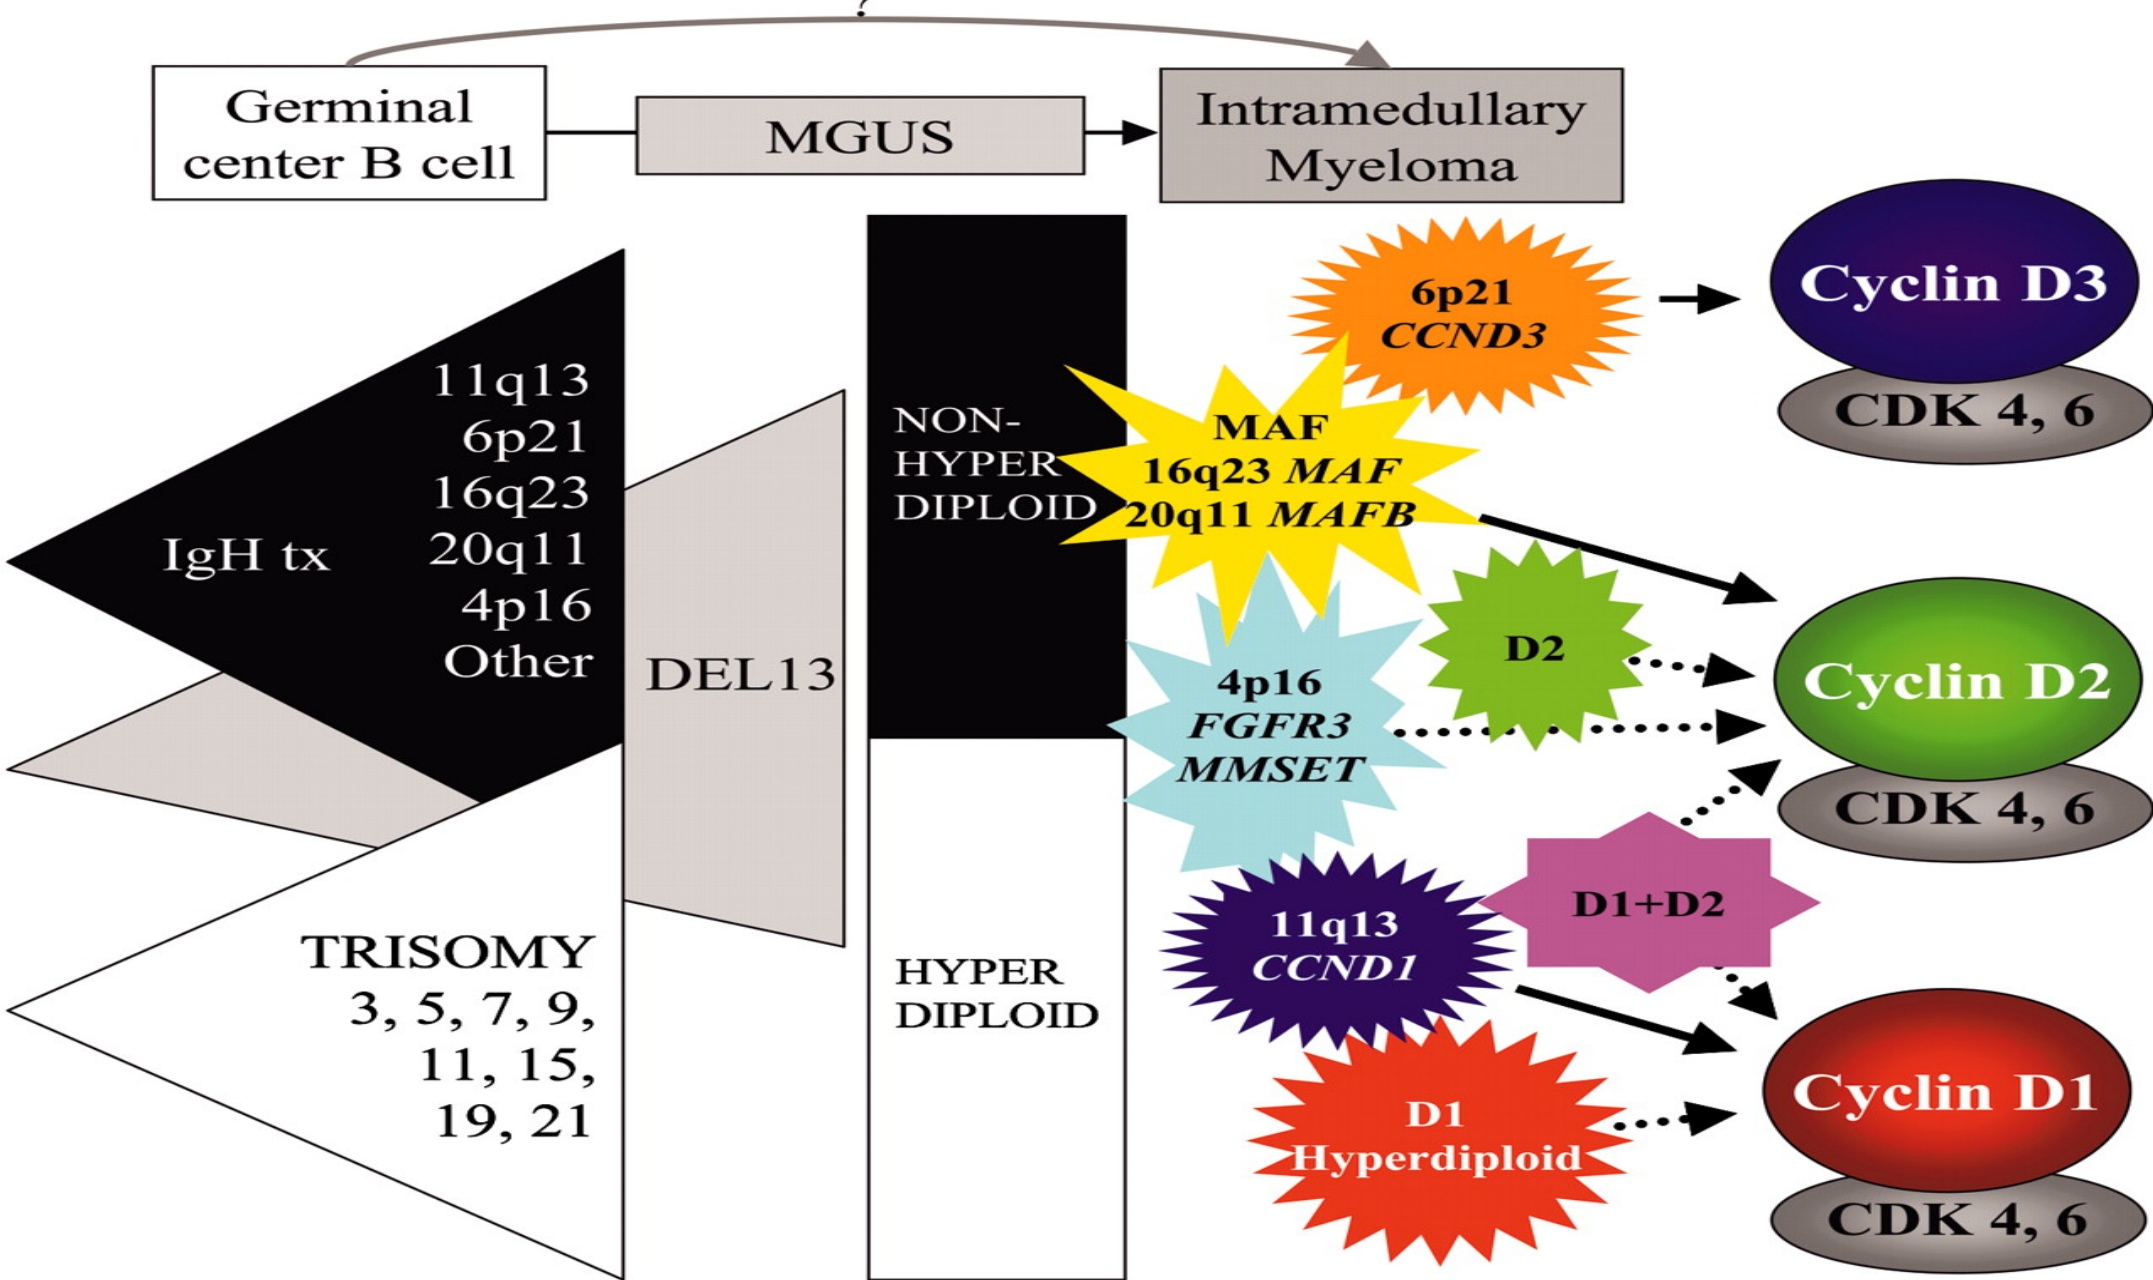 ?
Germinal
center B cell
MGUS
Intramedullary
Myeloma
IgH tx
11q13
6p21
16q23
20q11
4p16
Other
DEL13
TRISOMY
3, 5, 7, 9,
11, 15,
19, 21
NON-
HYPER
DIPLOID
HYPER
DIPLOID
6p21
CCND3
MAF
16q23 MAF
20q11 MAFB
D2
4p16
FGFR3
MMSET
11q13
CCND1
D1+D2
D1
Hyperdiploid
Cyclin D3
CDK 4, 6
Cyclin D2
CDK 4, 6
Cyclin D1
CDK 4, 6